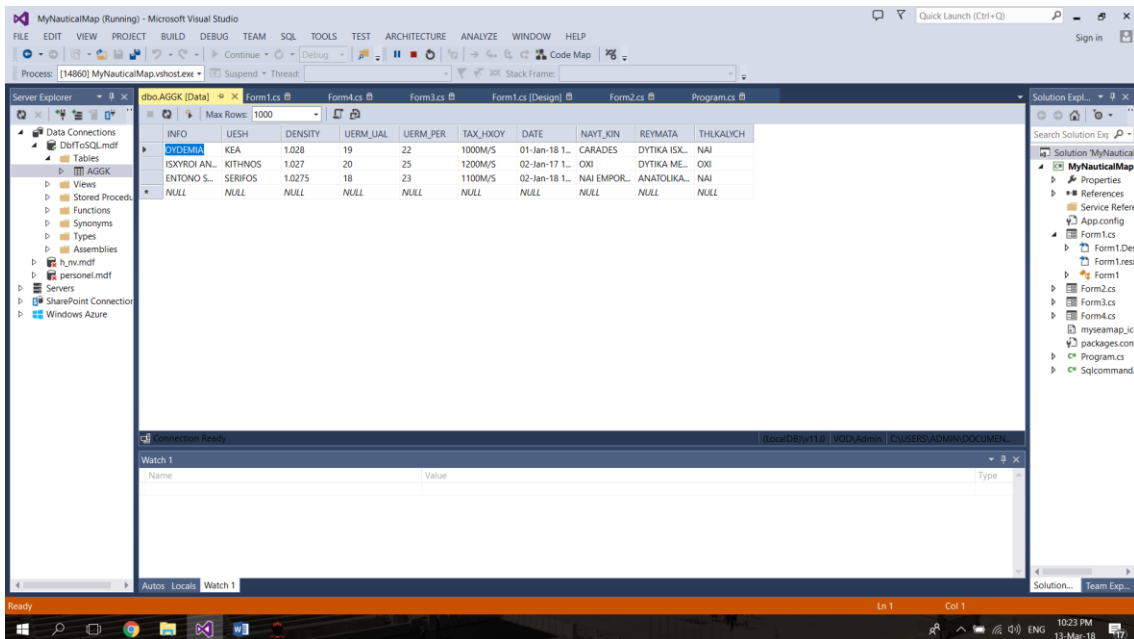 MyNauticalMap (Running) - Microsoft Visual Studio
Quick Launch (Ctrl+Q)
FILE EDIT VIEW PROJECT BUILD DEBUG TEAM SQL TOOLS TEST ARCHITECTURE ANALYZE WINDOW HELP
Sign in
Continue Debug Code Map
Process: [14860] MyNauticalMap.vshost.exe Suspend Thread: Stack Frame:
Server Explorer
Data Connections
DbfToSQL.mdf
Tables
AGGK
Views
Stored Procedu
Functions
Synonyms
Types
Assemblies
h_nv.mdf
personel.mdf
Servers
SharePoint Connection
Windows Azure
dbo.AGGK [Data] Form1.cs Form4.cs Form3.cs Form1.cs [Design] Form2.cs Program.cs
Max Rows: 1000
INFO UESH DENSITY UERM_UAL UERM_PER TAX_HXOY DATE NAYT_KIN REYMATA THLKALYCH
OYDEMIA KEA 1.028 19 22 1000M/S 01-Jan-18 1... CARADES DYTIKA ISX... NAI
ISXYROI AN... KITHNOS 1.027 20 25 1200M/S 02-Jan-17 1... OXI DYTIKA ME... OXI
ENTONO S... SERIFOS 1.0275 18 23 1100M/S 02-Jan-18 1... NAI EMPOR... ANATOLIKA... NAI
NULL NULL NULL NULL NULL NULL NULL NULL NULL NULL
Connection Ready
(LocalDB)\v11.0 VOD\Admin C:\USERS\ADMIN\DOCUMEN...
Watch 1
Name Value Type
Autos Locals Watch 1
Solution Expl...
Search Solution Exp
Solution 'MyNautical
MyNauticalMap
Properties
References
Service Refere
App.config
Form1.cs
Form1.Des
Form1.res
Form1
Form2.cs
Form3.cs
Form4.cs
myseamap_ic
packages.con
Program.cs
Sqlcommand.
Solution... Team Exp...
Ready
Ln 1 Col 1
ENG
10:23 PM
13-Mar-18